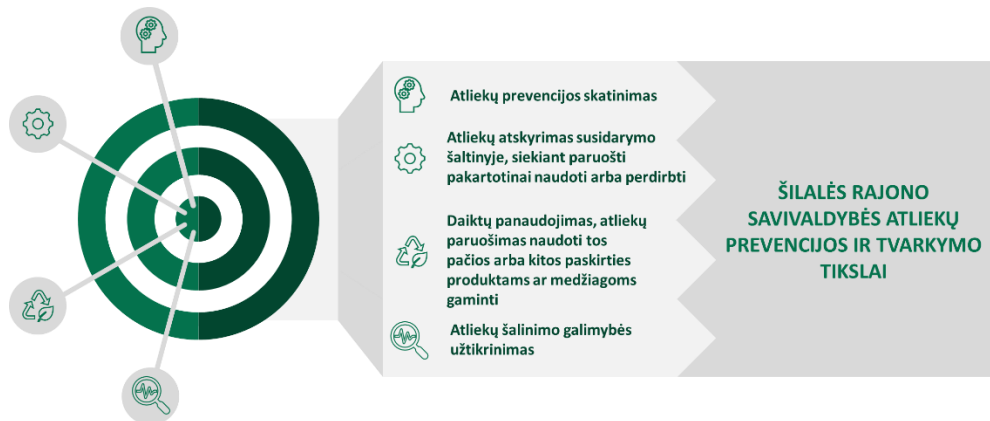 Atliekų prevencijos skatinimas
Atliekų atskyrimas susidarymo
šaltinyje, siekiant paruošti
pakartotinai naudoti arba perdirbti
Daiktų panaudojimas, atliekų
paruošimas naudoti tos
pačios arba kitos paskirties
produktams ar medžiagoms
gaminti
Atliekų šalinimo galimybės
užtikrinimas
ŠILALĖS RAJONO
SAVIVALDYBĖS ATLIEKŲ
PREVENCIJOS IR TVARKYMO
TIKSLAI